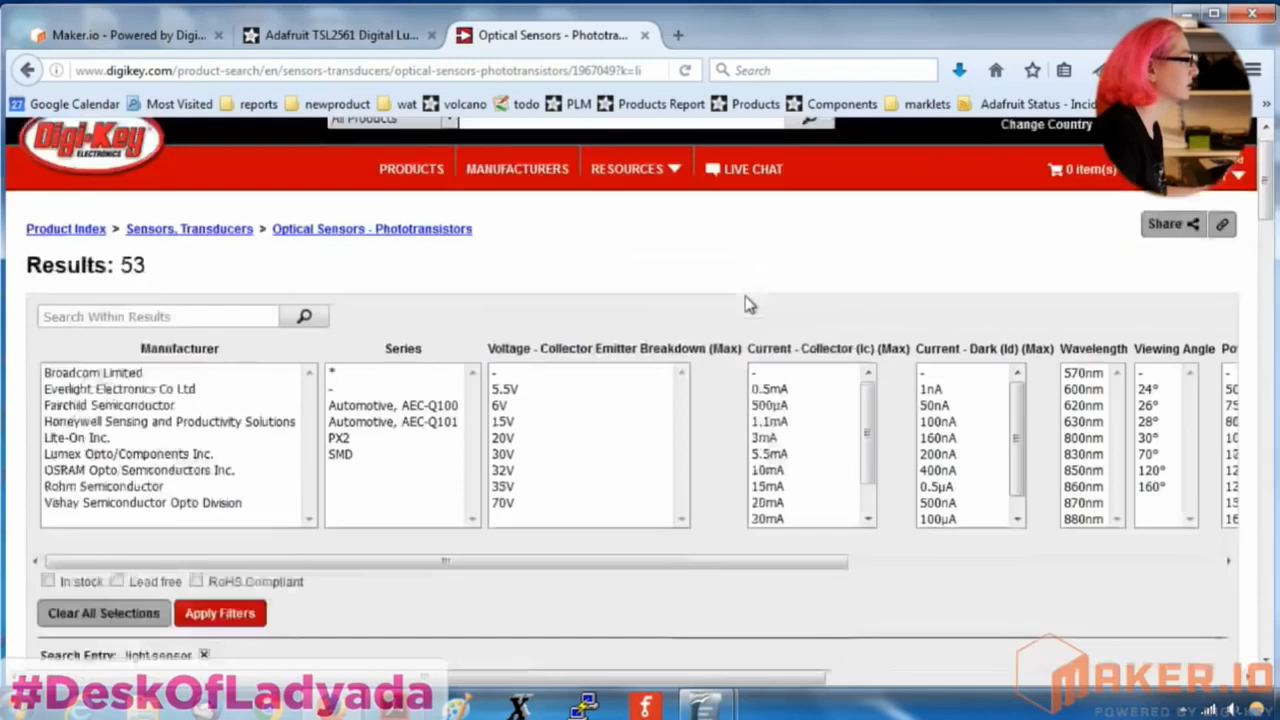 Maker.io - Powered by Digi...
Adafruit TSL2561 Digital Lu...
Optical Sensors - Phototra...
www.digikey.com/product-search/en/sensors-transducers/optical-sensors-phototransistors/1967049?k=li
Search
27 Google Calendar
Most Visited
reports
newproduct
wat
volcano
todo
PLM
Products Report
Products
Components
marklets
Adafruit Status - Incid
»
Digi-Key
ELECTRONICS
All Products
Change Country
PRODUCTS
MANUFACTURERS
RESOURCES
LIVE CHAT
0 item(s)
Product Index > Sensors, Transducers > Optical Sensors - Phototransistors
Share
Results: 53
Search Within Results
Manufacturer
Broadcom Limited
Everlight Electronics Co Ltd
Fairchild Semiconductor
Honeywell Sensing and Productivity Solutions
Lite-On Inc.
Lumex Opto/Components Inc.
OSRAM Opto Semiconductors Inc.
Rohm Semiconductor
Vishay Semiconductor Opto Division
Series
*
-
Automotive, AEC-Q100
Automotive, AEC-Q101
PX2
SMD
Voltage - Collector Emitter Breakdown (Max)
-
5.5V
6V
15V
20V
30V
32V
35V
70V
Current - Collector (Ic) (Max)
-
0.5mA
500µA
1.1mA
3mA
5.5mA
10mA
15mA
20mA
30mA
Current - Dark (Id) (Max)
-
1nA
50nA
100nA
160nA
200nA
400nA
0.5µA
500nA
100µA
Wavelength
570nm
600nm
620nm
630nm
800nm
830nm
850nm
860nm
870nm
880nm
Viewing Angle
-
24°
26°
28°
30°
70°
120°
160°
In stock
Lead free
RoHS Compliant
Clear All Selections
Apply Filters
Search Entry: light sensor
#DeskOfLadyada
MAKER.IO
POWERED BY DIGI-KEY